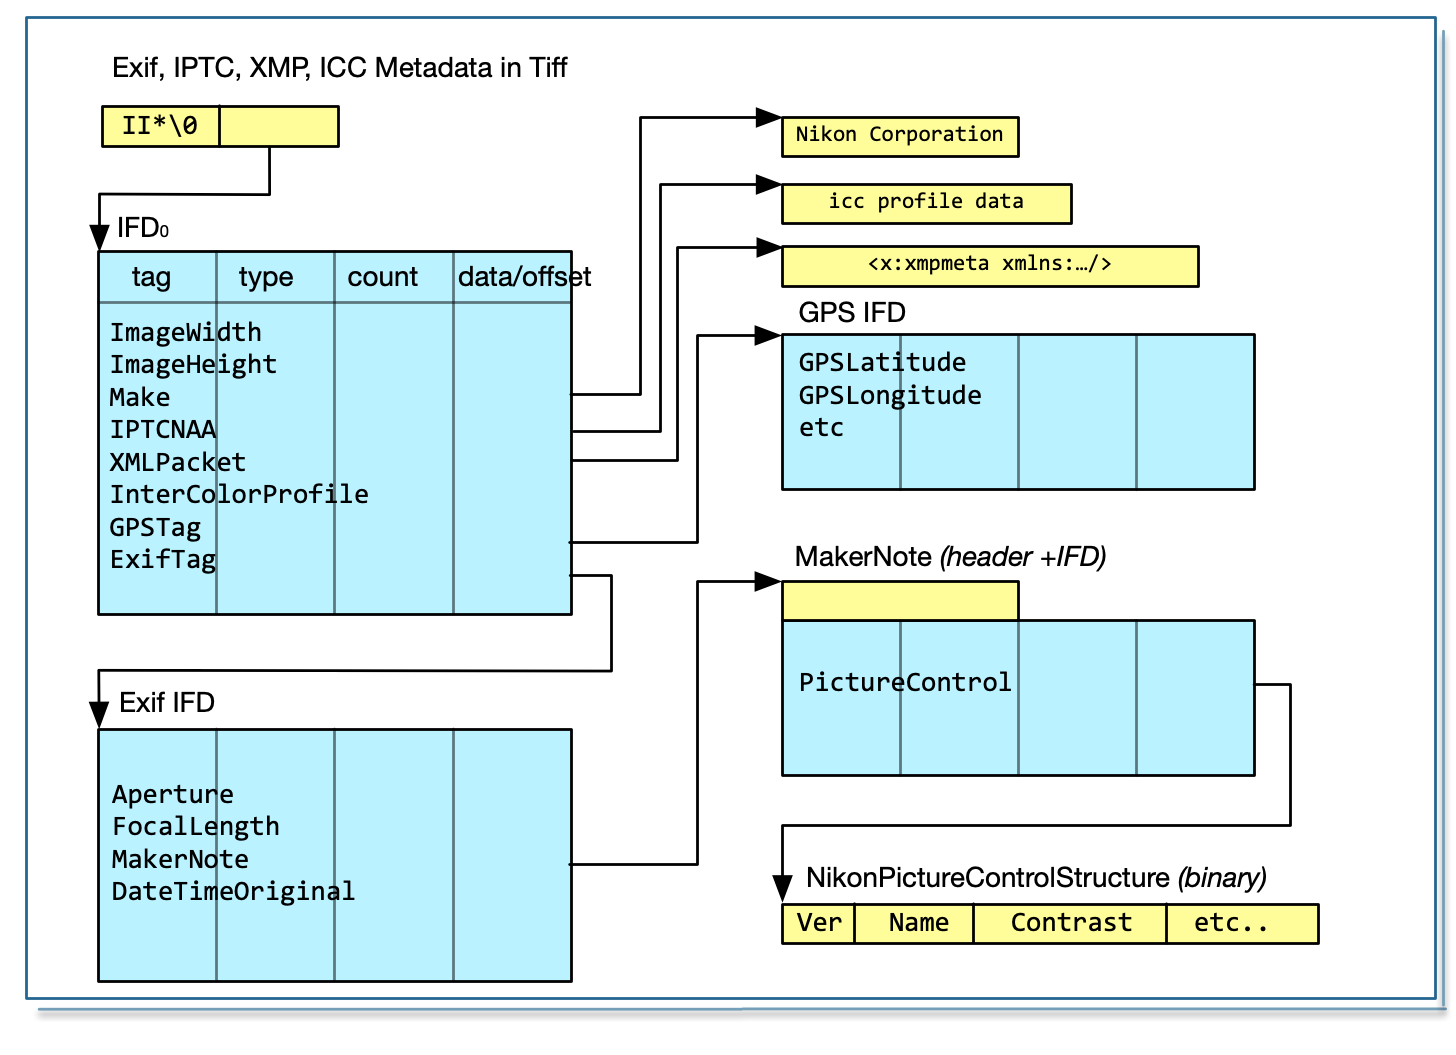 Exif, IPTC, XMP, ICC Metadata in Tiff
II*\0
IFD0
tag type count data/offset
ImageWidth
ImageHeight
Make
IPTCNAA
XMLPacket
InterColorProfile
GPSTag
ExifTag
Nikon Corporation
icc profile data
<x:xmpmeta xmlns:…/>
GPS IFD
GPSLatitude
GPSLongitude
etc
Exif IFD
Aperture
FocalLength
MakerNote
DateTimeOriginal
MakerNote (header +IFD)
PictureControl
NikonPictureControlStructure (binary)
Ver Name Contrast etc..